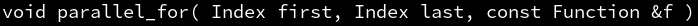 void parallel_for( Index first, Index last, const Function &f )